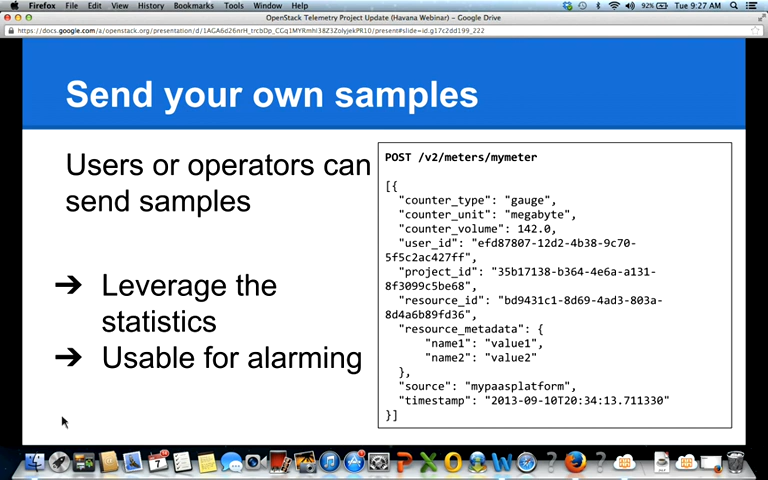 Firefox File Edit View History Bookmarks Tools Window Help 92% Tue 9:27 AM
OpenStack Telemetry Project Update (Havana Webinar) – Google Drive
Send your own samples
Users or operators can
send samples
➔ Leverage the
statistics
➔ Usable for alarming
POST /v2/meters/mymeter
[{
"counter_type": "gauge",
"counter_unit": "megabyte",
"counter_volume": 142.0,
"user_id": "efd87807-12d2-4b38-9c70-
5f5c2ac427ff",
"project_id": "35b17138-b364-4e6a-a131-
8f3099c5be68",
"resource_id": "bd9431c1-8d69-4ad3-803a-
8d4a6b89fd36",
"resource_metadata": {
"name1": "value1",
"name2": "value2"
},
"source": "mypaasplatform",
"timestamp": "2013-09-10T20:34:13.711330"
}]